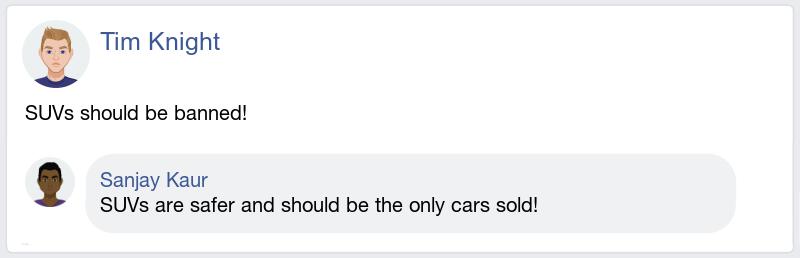 Tim Knight
SUVs should be banned!
Sanjay Kaur
SUVs are safer and should be the only cars sold!